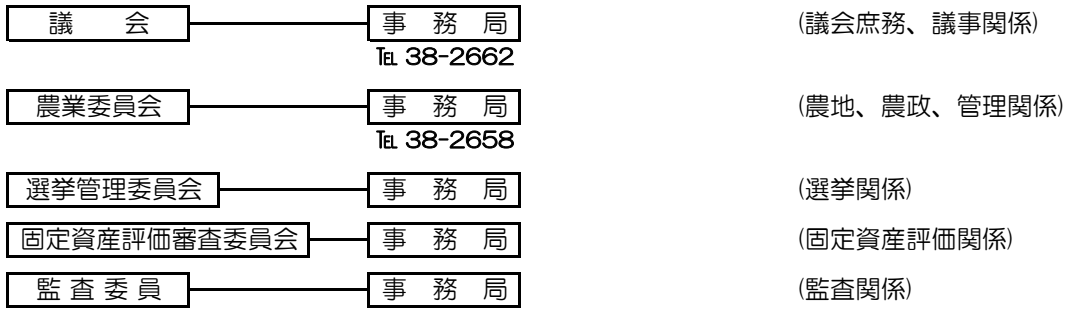 議　会 事　務　局 (議会庶務、議事関係)
℡ 38-2662
農業委員会 事　務　局 (農地、農政、管理関係)
℡ 38-2658
選挙管理委員会 事　務　局 (選挙関係)
固定資産評価審査委員会 事　務　局 (固定資産評価関係)
監 査 委 員 事　務　局 (監査関係)